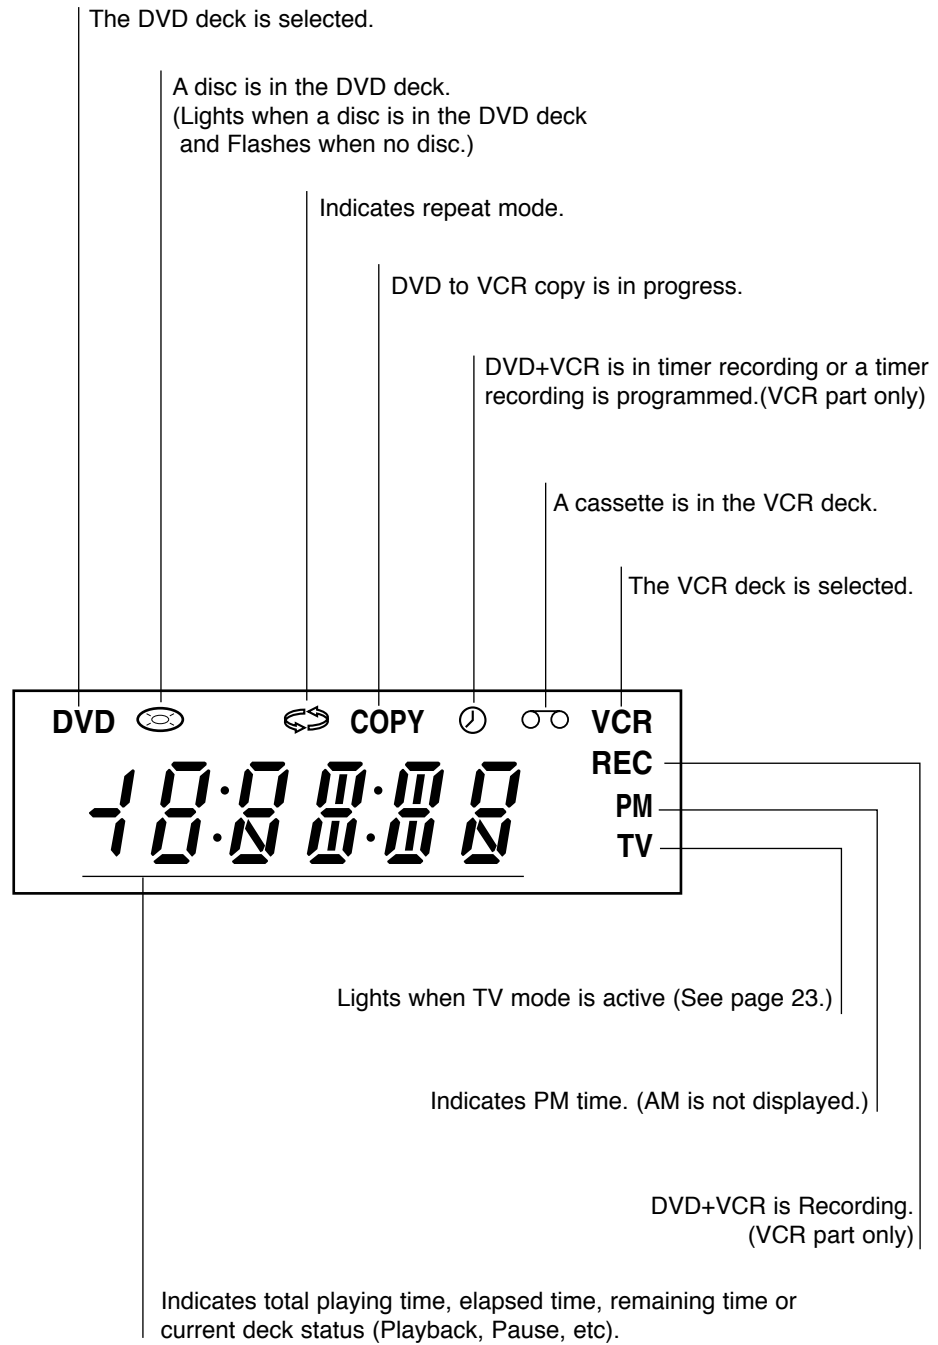 The DVD deck is selected.
A disc is in the DVD deck.
(Lights when a disc is in the DVD deck
and Flashes when no disc.)
Indicates repeat mode.
DVD to VCR copy is in progress.
DVD+VCR is in timer recording or a timer
recording is programmed.(VCR part only)
A cassette is in the VCR deck.
The VCR deck is selected.
DVD COPY VCR
REC
PM
TV
Lights when TV mode is active (See page 23.)
Indicates PM time. (AM is not displayed.)
DVD+VCR is Recording.
(VCR part only)
Indicates total playing time, elapsed time, remaining time or
current deck status (Playback, Pause, etc).